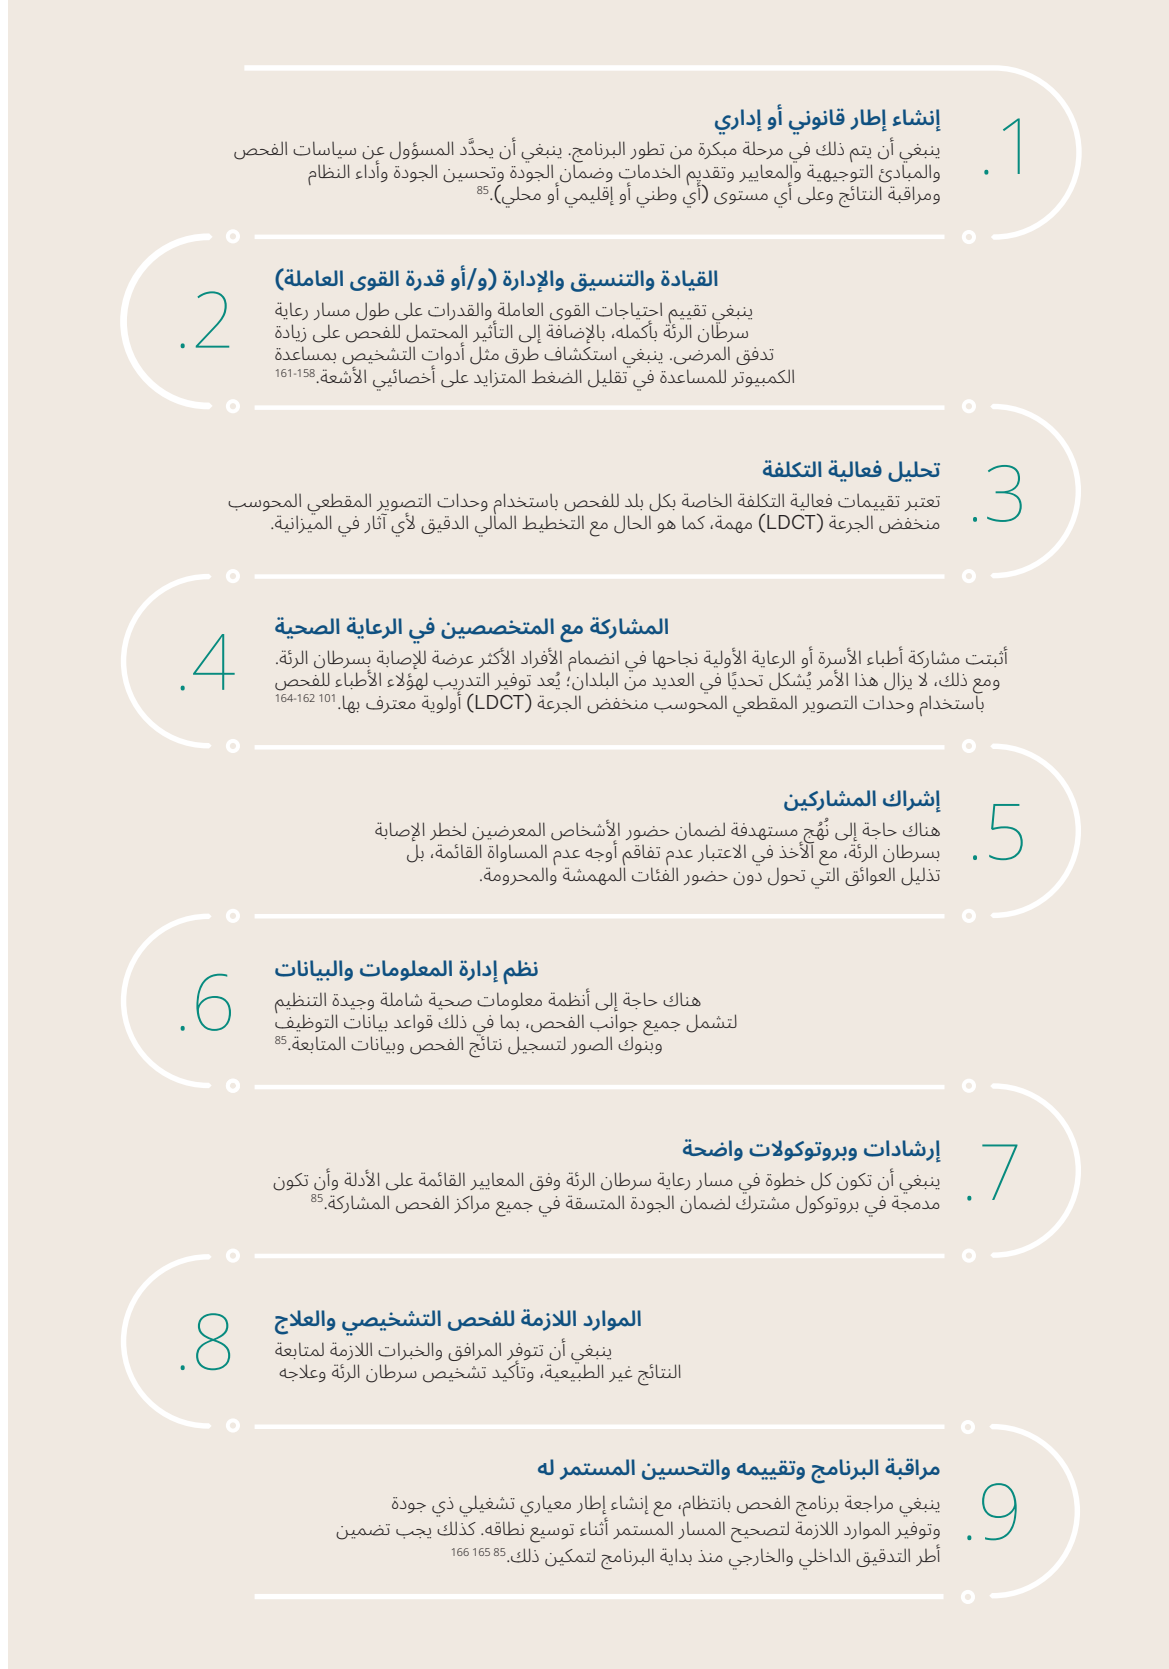 1.
إنشاء إطار قانوني أو إداري
ينبغي أن يتم ذلك في مرحلة مبكرة من تطور البرنامج. ينبغي أن يحدَّد المسؤول عن سياسات الفحص
والمبادئ التوجيهية والمعايير وتقديم الخدمات وضمان الجودة وتحسين الجودة وأداء النظام
ومراقبة النتائج وعلى أي مستوى (أي وطني أو إقليمي أو محلي).85
2.
القيادة والتنسيق والإدارة (و/أو قدرة القوى العاملة)
ينبغي تقييم احتياجات القوى العاملة والقدرات على طول مسار رعاية
سرطان الرئة بأكمله، بالإضافة إلى التأثير المحتمل للفحص على زيادة
تدفق المرضى. ينبغي استكشاف طرق مثل أدوات التشخيص بمساعدة
الكمبيوتر للمساعدة في تقليل الضغط المتزايد على أخصائيي الأشعة.158-161
3.
تحليل فعالية التكلفة
تعتبر تقييمات فعالية التكلفة الخاصة بكل بلد للفحص باستخدام وحدات التصوير المقطعي المحوسب
منخفض الجرعة (LDCT) مهمة، كما هو الحال مع التخطيط المالي الدقيق لأي آثار في الميزانية.
4.
المشاركة مع المتخصصين في الرعاية الصحية
أثبتت مشاركة أطباء الأسرة أو الرعاية الأولية نجاحها في انضمام الأفراد الأكثر عرضة للإصابة بسرطان الرئة.
ومع ذلك، لا يزال هذا الأمر يُشكل تحديًا في العديد من البلدان؛ يُعد توفير التدريب لهؤلاء الأطباء للفحص
باستخدام وحدات التصوير المقطعي المحوسب منخفض الجرعة (LDCT) أولوية معترف بها.101 162-164
5.
إشراك المشاركين
هناك حاجة إلى نُهُج مستهدفة لضمان حضور الأشخاص المعرضين لخطر الإصابة
بسرطان الرئة، مع الأخذ في الاعتبار عدم تفاقم أوجه عدم المساواة القائمة، بل
تذليل العوائق التي تحول دون حضور الفئات المهمشة والمحرومة.
6.
نظم إدارة المعلومات والبيانات
هناك حاجة إلى أنظمة معلومات صحية شاملة وجيدة التنظيم
لتشمل جميع جوانب الفحص، بما في ذلك قواعد بيانات التوظيف
وبنوك الصور لتسجيل نتائج الفحص وبيانات المتابعة.85
7.
إرشادات وبروتوكولات واضحة
ينبغي أن تكون كل خطوة في مسار رعاية سرطان الرئة وفق المعايير القائمة على الأدلة وأن تكون
مدمجة في بروتوكول مشترك لضمان الجودة المتسقة في جميع مراكز الفحص المشاركة.85
8.
الموارد اللازمة للفحص التشخيصي والعلاج
ينبغي أن تتوفر المرافق والخبرات اللازمة لمتابعة
النتائج غير الطبيعية، وتأكيد تشخيص سرطان الرئة وعلاجه
9.
مراقبة البرنامج وتقييمه والتحسين المستمر له
ينبغي مراجعة برنامج الفحص بانتظام، مع إنشاء إطار معياري تشغيلي ذي جودة
وتوفير الموارد اللازمة لتصحيح المسار المستمر أثناء توسيع نطاقه. كذلك يجب تضمين
أطر التدقيق الداخلي والخارجي منذ بداية البرنامج لتمكين ذلك.85 165 166